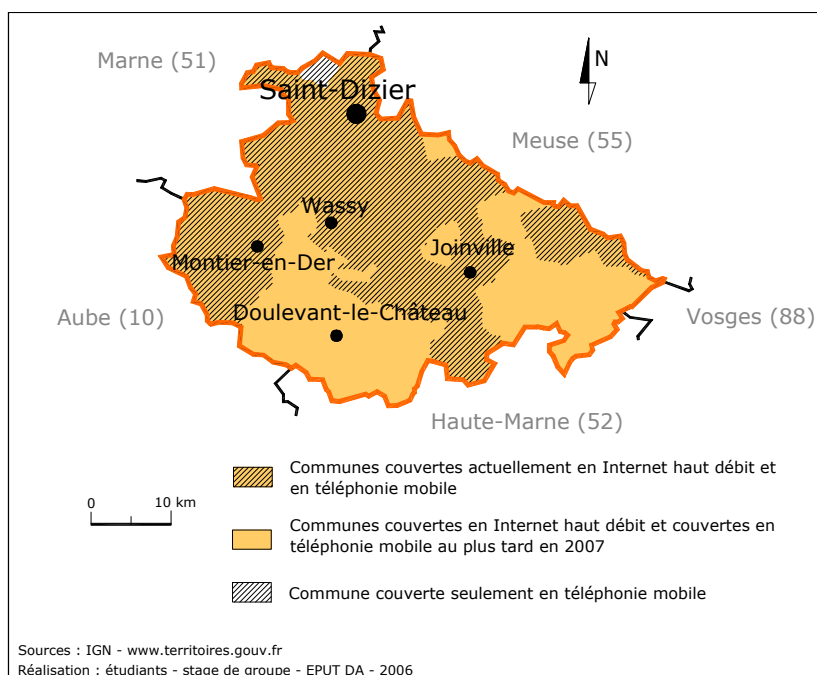 Marne (51)
N
Saint-Dizier
Meuse (55)
Wassy
Joinville
Montier-en-Der
Aube (10)
Doulevant-le-Château
Vosges (88)
Haute-Marne (52)
0 10 km
Communes couvertes actuellement en Internet haut débit et
en téléphonie mobile
Communes couvertes en Internet haut débit et couvertes en
téléphonie mobile au plus tard en 2007
Commune couverte seulement en téléphonie mobile
Sources : IGN - www.territoires.gouv.fr
Réalisation : étudiants - stage de groupe - EPUT DA - 2006